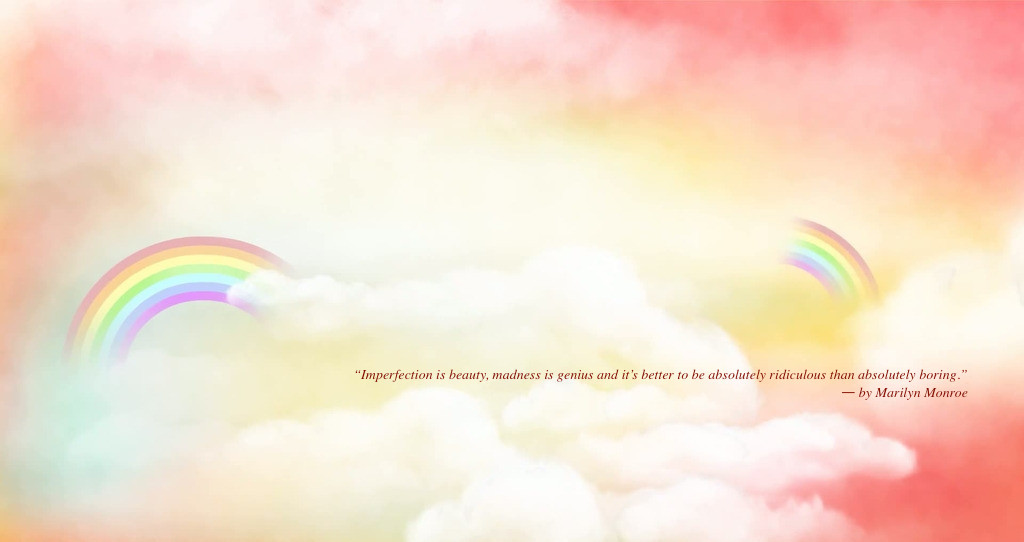 “Imperfection is beauty, madness is genius and it’s better to be absolutely ridiculous than absolutely boring.”
— by Marilyn Monroe